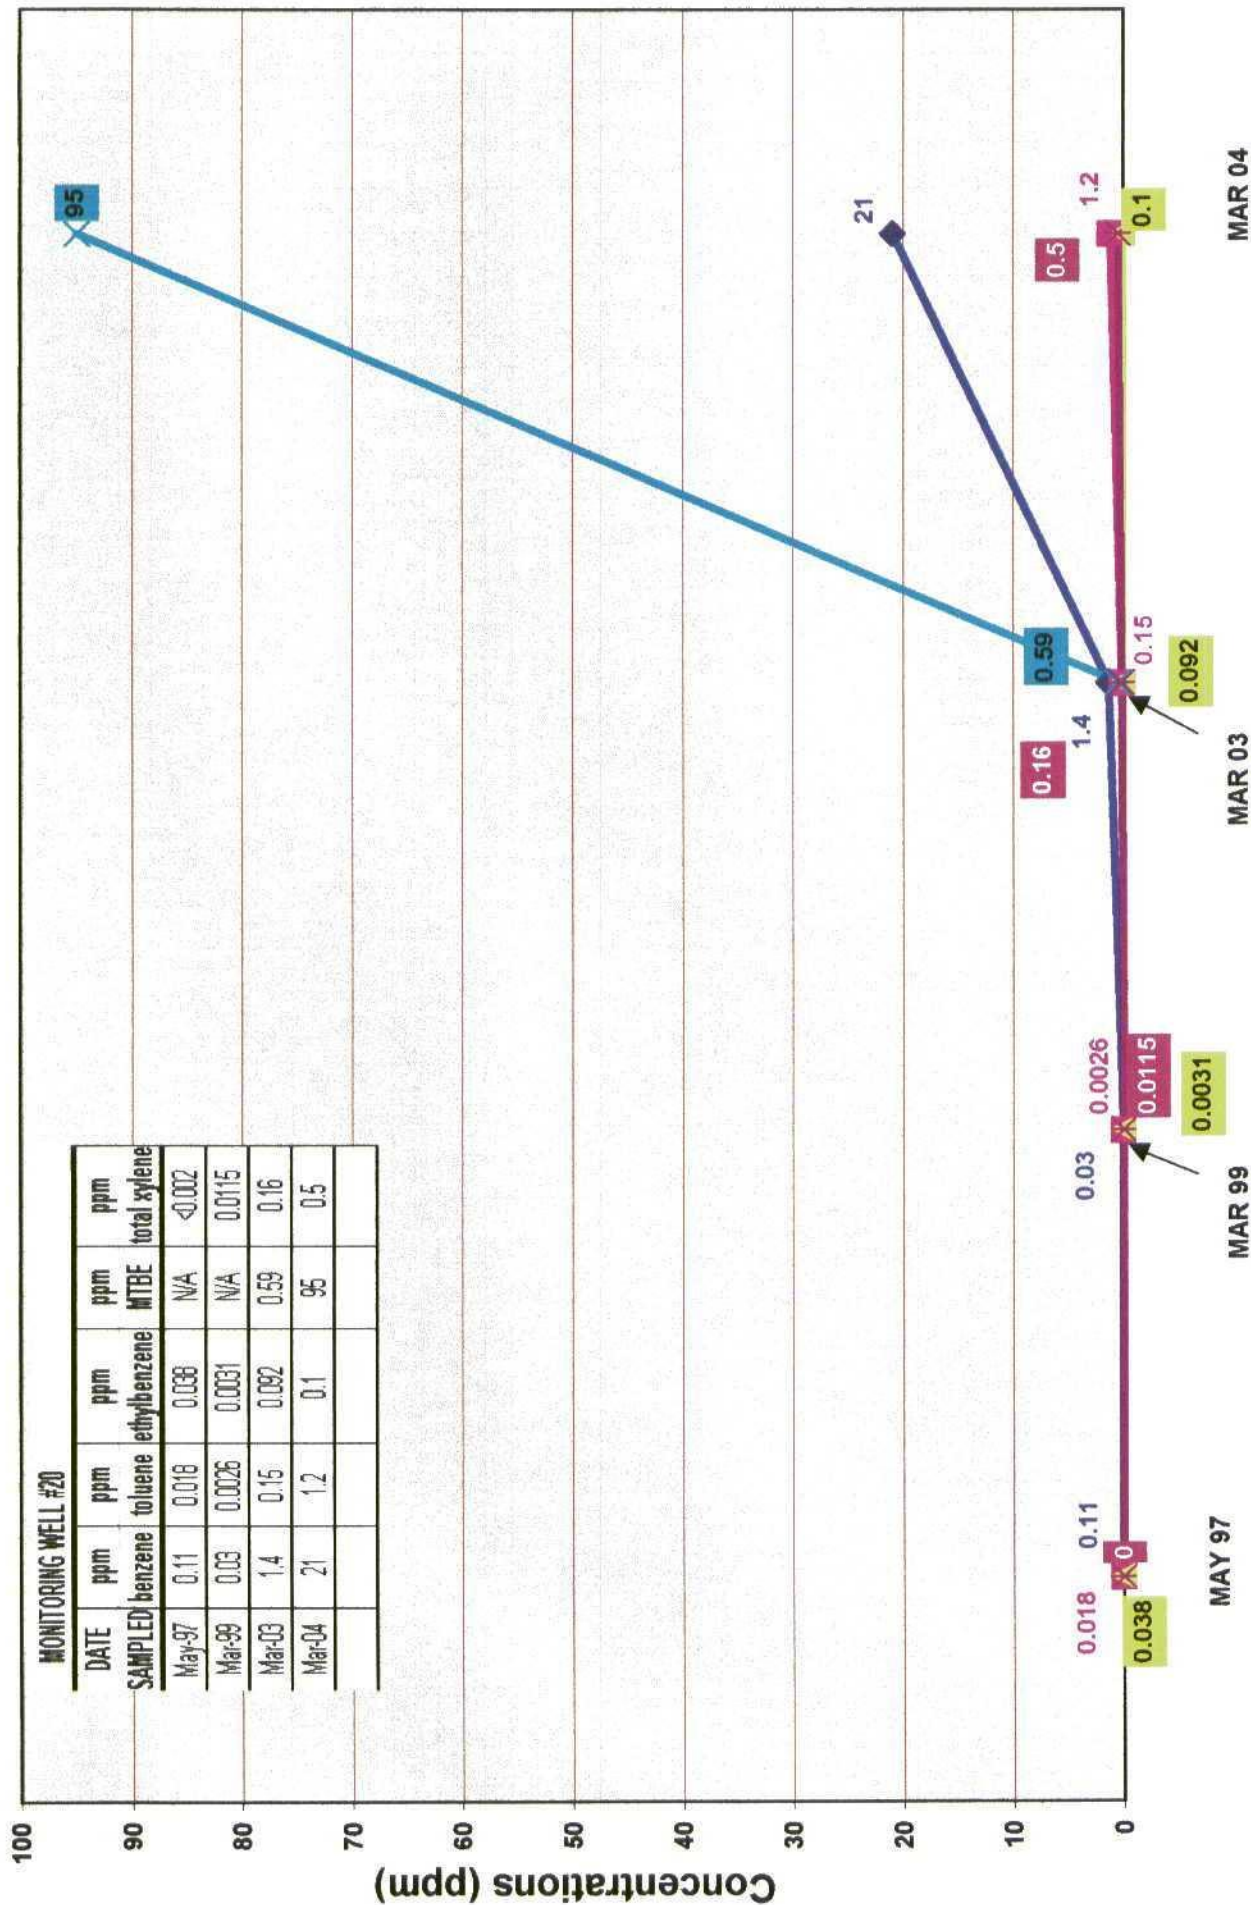 MONITORING WELL #20
DATE ppm ppm ppm ppm ppm
SAMPLED benzene toluene ethylbenzene MTBE total xylene
May-97 0.11 0.018 0.038 N/A <0.002
Mar-99 0.03 0.0026 0.0031 N/A 0.0115
Mar-03 1.4 0.15 0.092 0.59 0.16
Mar-04 21 1.2 0.1 95 0.5
Concentrations (ppm)
100
90
80
70
60
50
40
30
20
10
0
0.018
0.11
0
0.038
0.03
0.0026
0.0115
0.0031
0.16
0.59
1.4
0.15
0.092
95
21
0.5
1.2
0.1
MAY 97
MAR 99
MAR 03
MAR 04